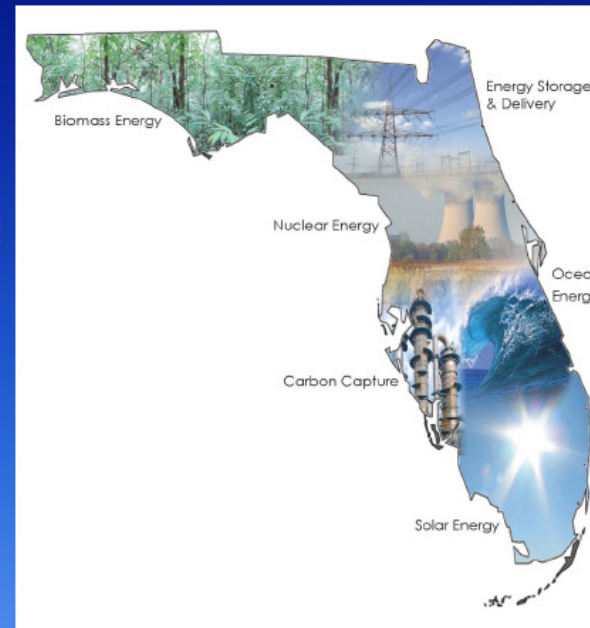 Energy Storage
& Delivery
Biomass Energy
Nuclear Energy
Carbon Capture
Solar Energy